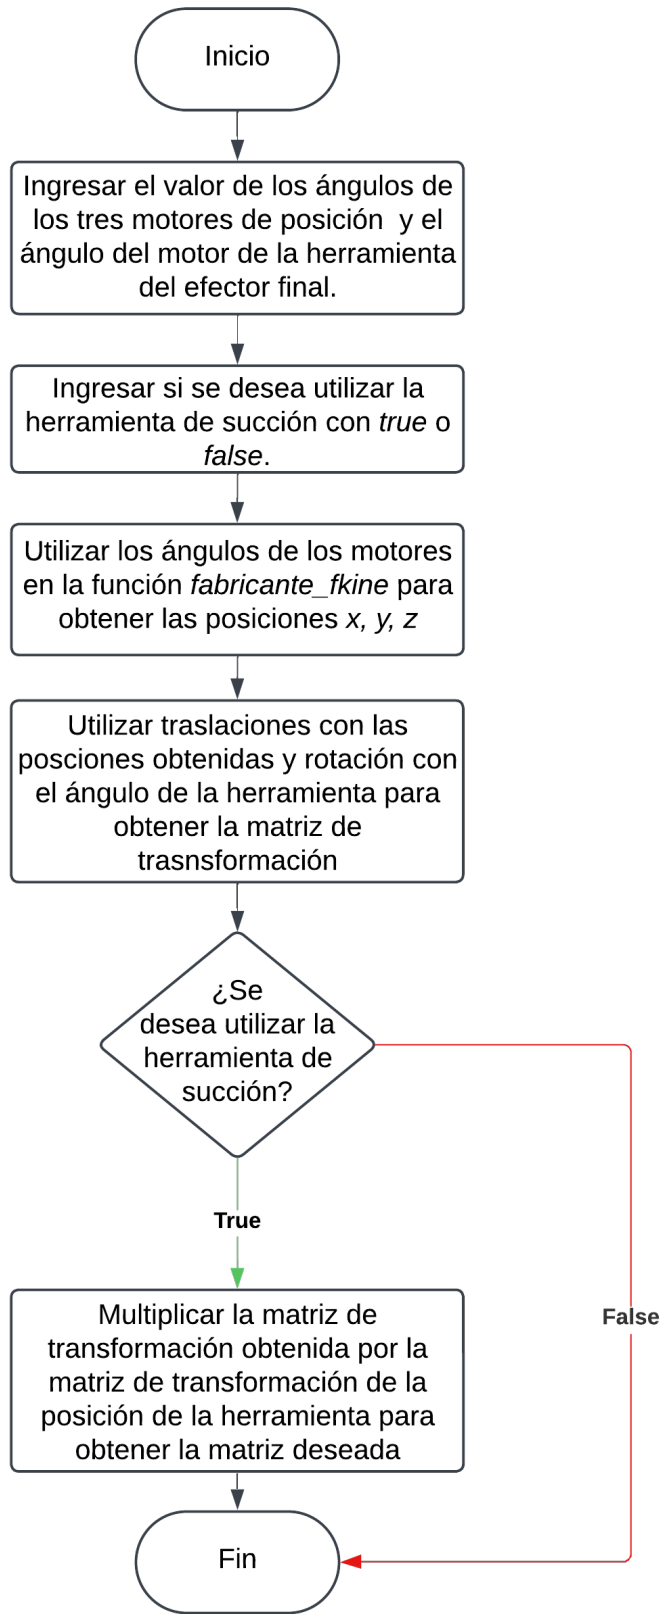 Inicio
Ingresar el valor de los ángulos de
los tres motores de posición y el
ángulo del motor de la herramienta
del efector final.
Ingresar si se desea utilizar la
herramienta de succión con true o
false.
Utilizar los ángulos de los motores
en la función fabricante_fkine para
obtener las posiciones x, y, z
Utilizar traslaciones con las
posciones obtenidas y rotación con
el ángulo de la herramienta para
obtener la matriz de
trasnsformación
¿Se
desea utilizar la
herramienta de
succión?
True
False
Multiplicar la matriz de
transformación obtenida por la
matriz de transformación de la
posición de la herramienta para
obtener la matriz deseada
Fin